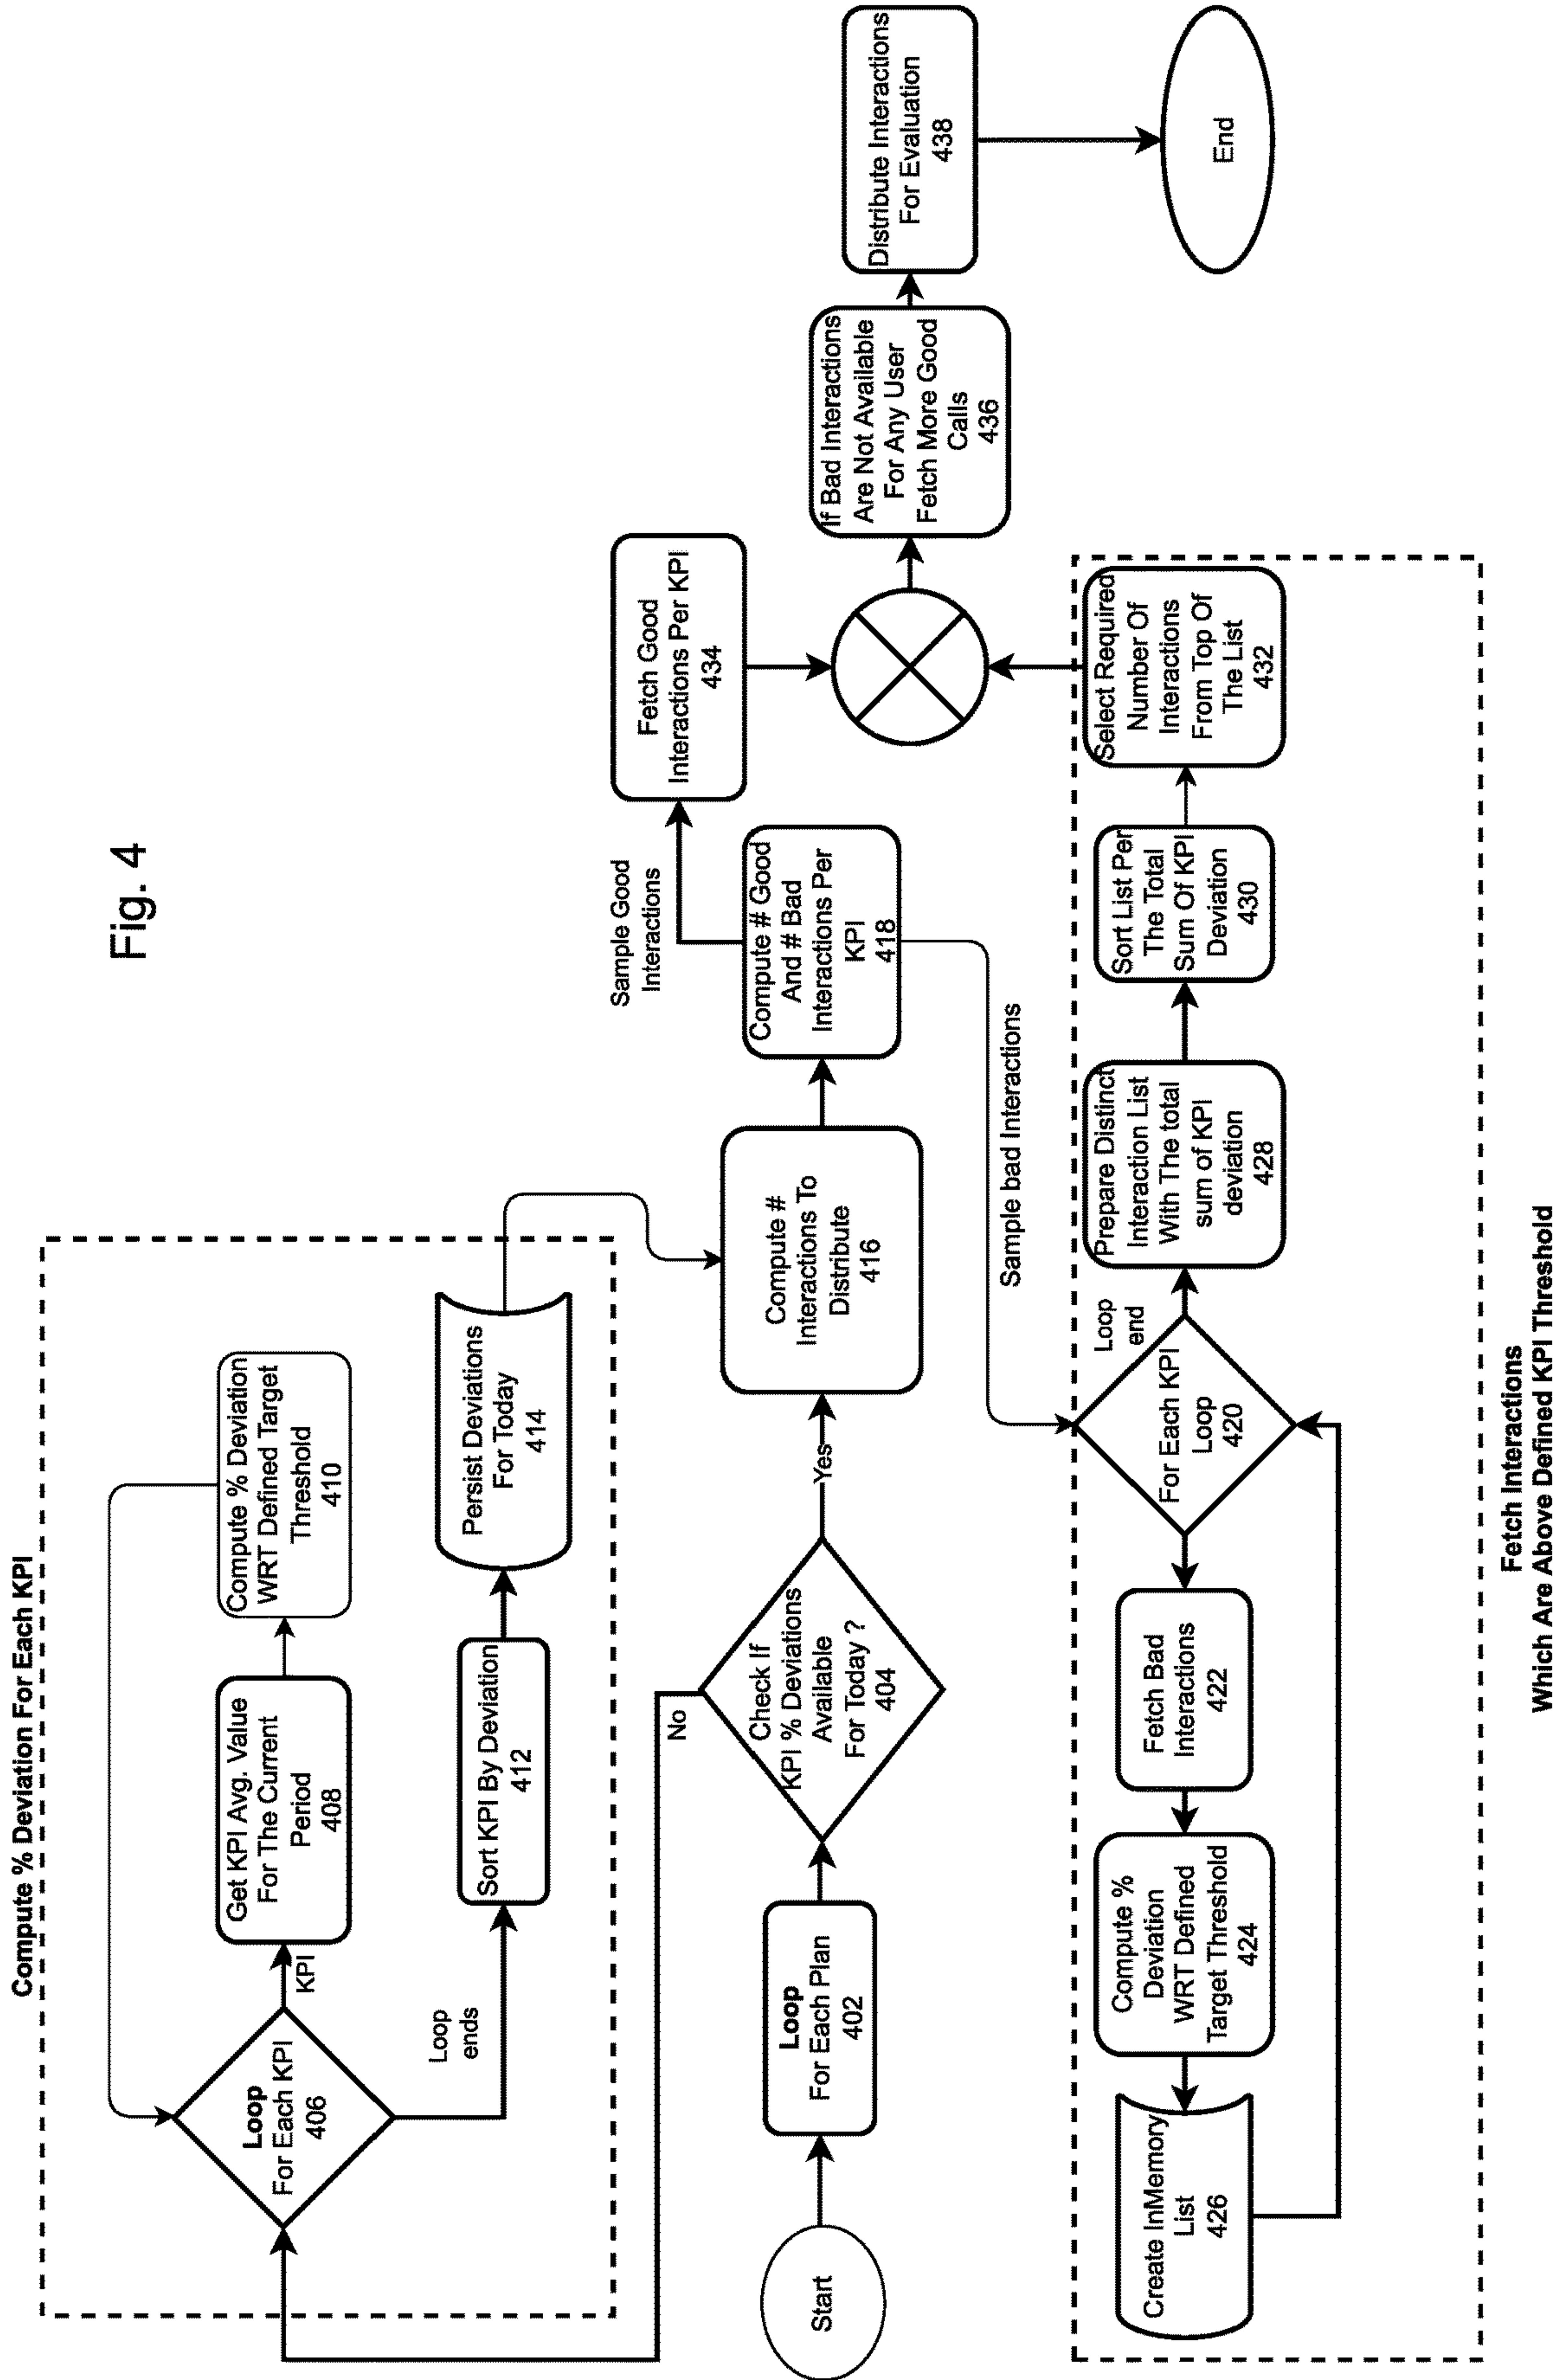 Fig. 4
Compute % Deviation For Each KPI
Loop
For Each KPI
406
KPI
Get KPI Avg. Value
For The Current
Period
408
Compute % Deviation
WRT Defined Target
Threshold
410
Loop
ends
Sort KPI By Deviation
412
Persist Deviations
For Today
414
Start
Loop
For Each Plan
402
Check If
KPI % Deviations
Available
For Today ?
404
No
Yes
Compute #
Interactions To
Distribute
416
Compute # Good
And # Bad
Interactions Per
KPI
418
Sample Good
Interactions
Fetch Good
Interactions Per KPI
434
Sample bad Interactions
If Bad Interactions
Are Not Available
For Any User
Fetch More Good
Calls
436
Distribute Interactions
For Evaluation
438
End
Create InMemory
List
426
Compute %
Deviation
WRT Defined
Target Threshold
424
Fetch Bad
Interactions
422
For Each KPI
Loop
420
Loop
end
Prepare Distinct
Interaction List
With The total
sum of KPI
deviation
428
Sort List Per
The Total
Sum Of KPI
Deviation
430
Select Required
Number Of
Interactions
From Top Of
The List
432
Fetch Interactions
Which Are Above Defined KPI Threshold